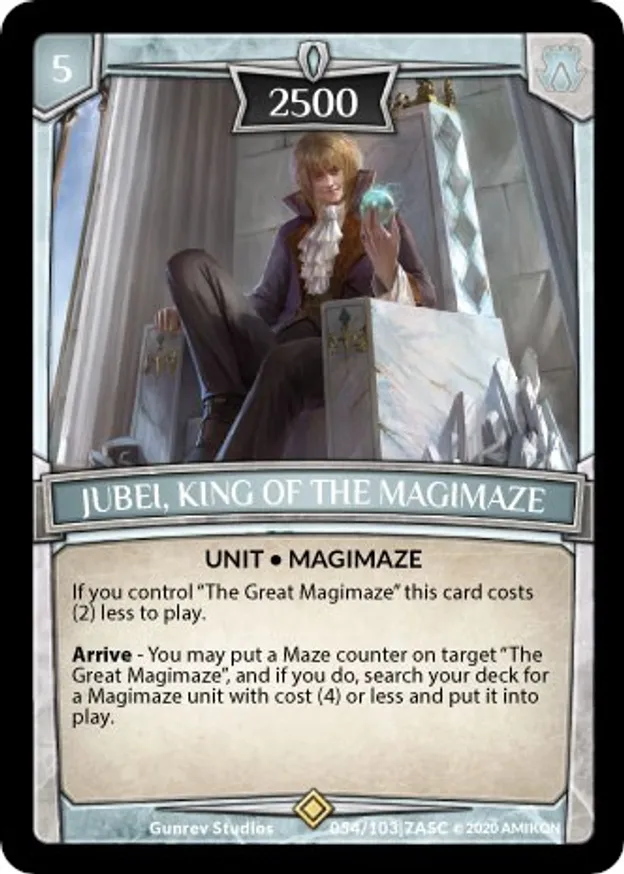 5
2500
JUBEI, KING OF THE MAGIMAZE
UNIT • MAGIMAZE
If you control "The Great Magimaze" this card costs
(2) less to play.
Arrive - You may put a Maze counter on target "The
Great Magimaze", and if you do, search your deck for
a Magimaze unit with cost (4) or less and put it into
play.
Gunrev Studios 054/103|ZASC © 2020 AMIKON